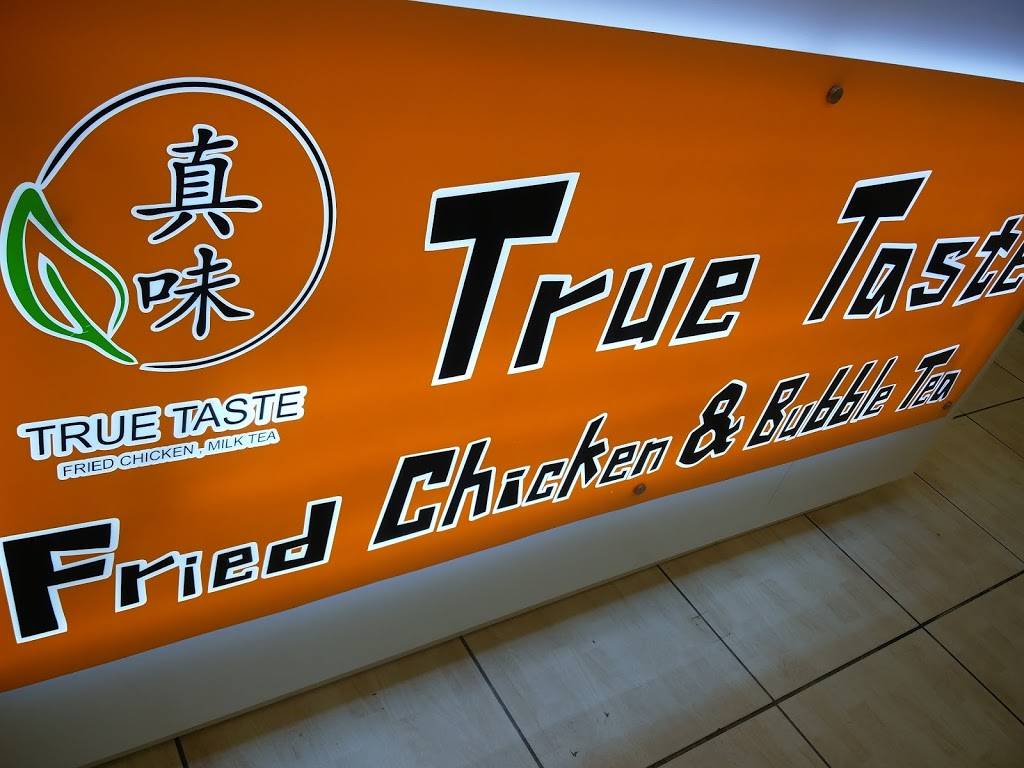 真
味
TRUE TASTE
FRIED CHICKEN , MILK TEA
True Taste
Fried Chicken & Bubble Tea